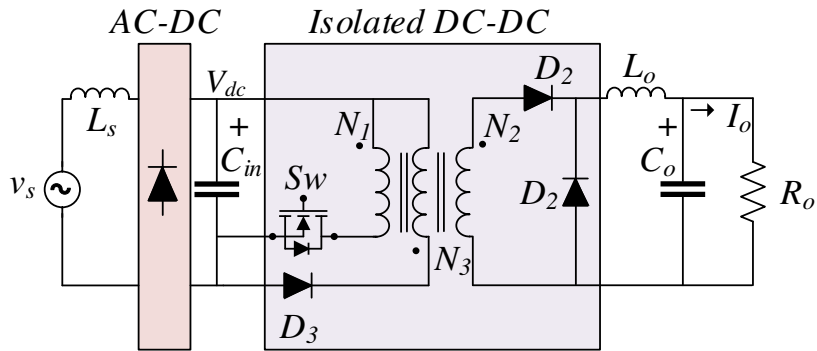 AC-DC
Isolated DC-DC
V_dc
L_s
v_s
+
C_in
N_1
Sw
D_3
N_3
N_2
D_2
D_2
L_o
+
C_o
I_o
R_o